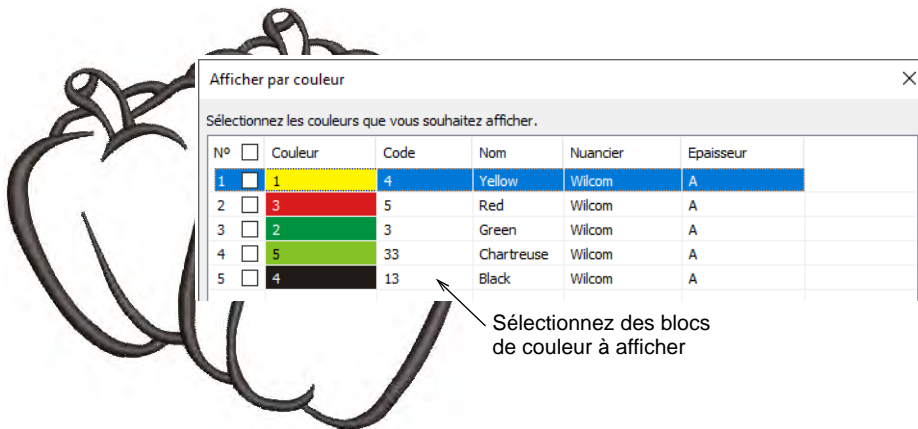 Afficher par couleur
Sélectionnez les couleurs que vous souhaitez afficher.
Nº Couleur Code Nom Nuancier Epaisseur
1 1 4 Yellow Wilcom A
2 3 5 Red Wilcom A
3 2 3 Green Wilcom A
4 5 33 Chartreuse Wilcom A
5 4 13 Black Wilcom A
Sélectionnez des blocs
de couleur à afficher